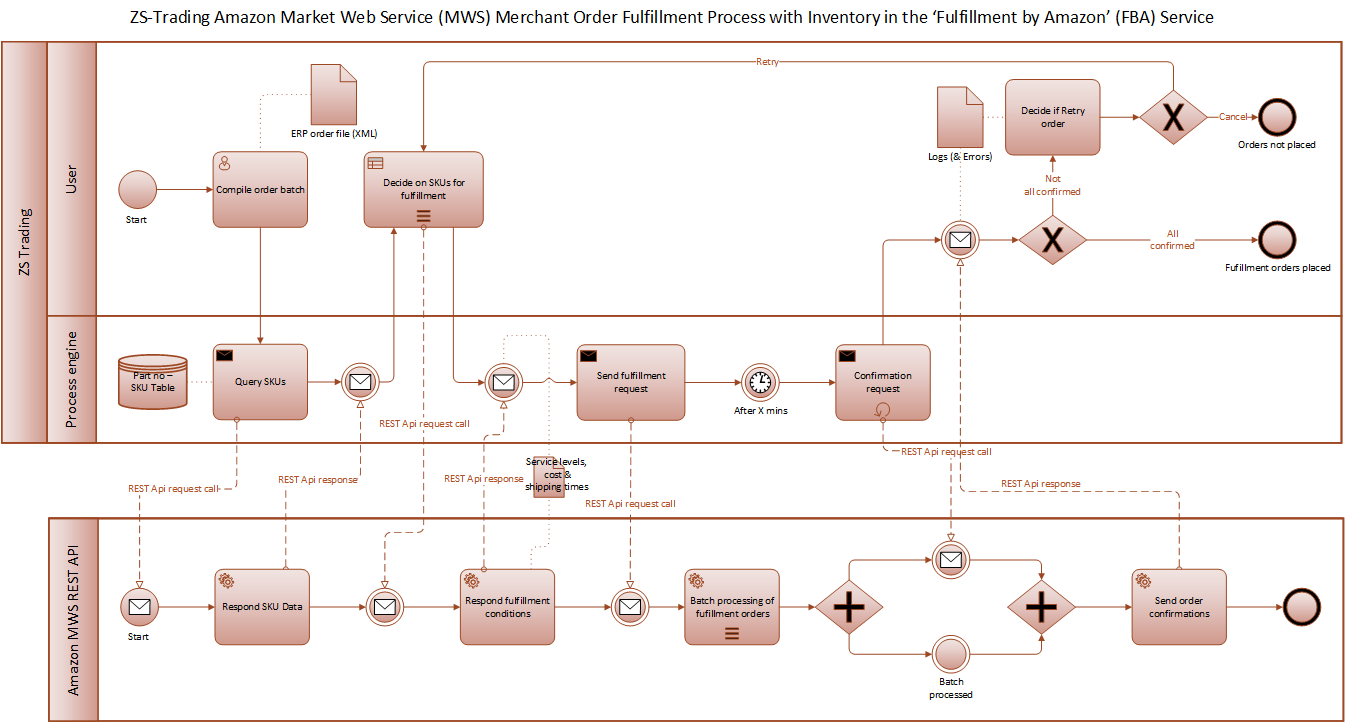 ZS-Trading Amazon Market Web Service (MWS) Merchant Order Fulfillment Process with Inventory in the ‘Fulfillment by Amazon’ (FBA) Service
ZS Trading
User
Start
Compile order batch
ERP order file (XML)
Decide on SKUs for
fulfillment
Retry
Logs (& Errors)
Decide if Retry
order
Cancel
Orders not placed
Not
all confirmed
All
confirmed
Fufillment orders placed
Process engine
Part no –
SKU Table
Query SKUs
Send fulfillment
request
After X mins
Confirmation
request
REST Api request call
REST Api response
REST Api request call
REST Api response
Service levels,
cost &
shipping times
REST Api request call
REST Api request call
REST Api response
Amazon MWS REST API
Start
Respond SKU Data
Respond fulfillment
conditions
Batch processing of
fufillment orders
Batch
processed
Send order
confirmations